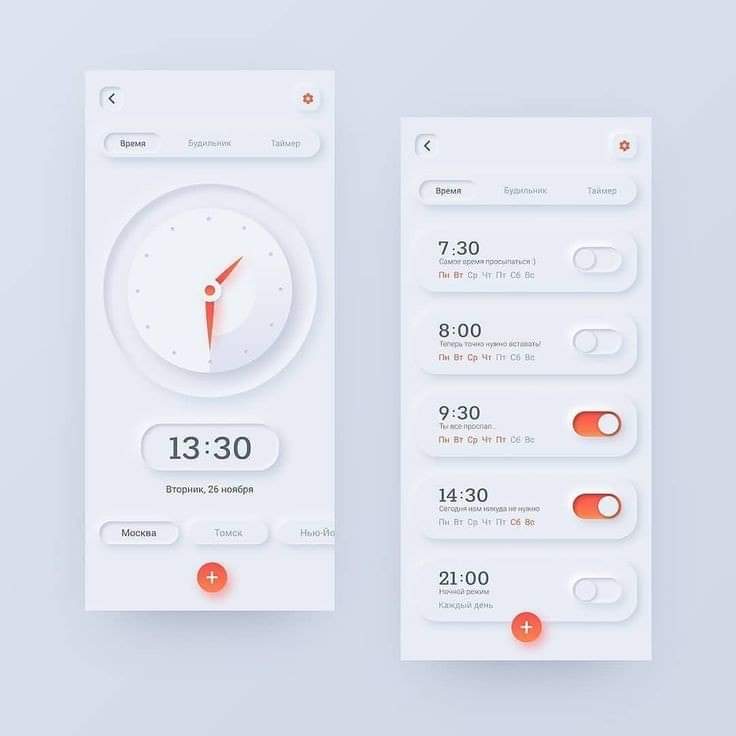 Время Будильник Таймер
13:30
Вторник, 26 ноября
Москва Томск Нью-Йо
Время Будильник Таймер
7:30
Самое время просыпаться :)
Пн Вт Ср Чт Пт Сб Вс
8:00
Теперь точно нужно вставать!
Пн Вт Ср Чт Пт Сб Вс
9:30
Ты все проспал..
Пн Вт Ср Чт Пт Сб Вс
14:30
Сегодня нам никуда не нужно
Пн Вт Ср Чт Пт Сб Вс
21:00
Ночной режим
Каждый день